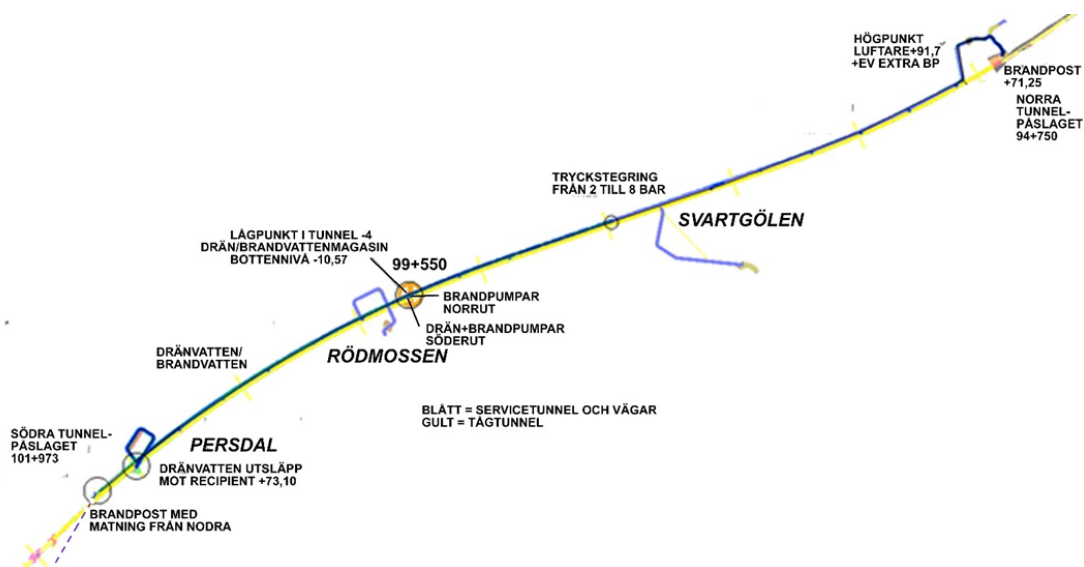 HÖGPUNKT
LUFTARE+91,7
+EV EXTRA BP
BRANDPOST
+71,25
NORRA
TUNNEL-
PÅSLAGET
94+750
TRYCKSTEGRING
FRÅN 2 TILL 8 BAR
SVARTGÖLEN
LÅGPUNKT I TUNNEL -4
DRÄN/BRANDVATTENMAGASIN
BOTTENNIVÅ -10,57
99+550
BRANDPUMPAR
NORRUT
DRÄN+BRANDPUMPAR
SÖDERUT
RÖDMOSSEN
DRÄNVATTEN/
BRANDVATTEN
BLÅTT = SERVICETUNNEL OCH VÄGAR
GULT = TÅGTUNNEL
SÖDRA TUNNEL-
PÅSLAGET
101+973
PERSDAL
DRÄNVATTEN UTSLÄPP
MOT RECIPIENT +73,10
BRANDPOST MED
MATNING FRÅN NODRA